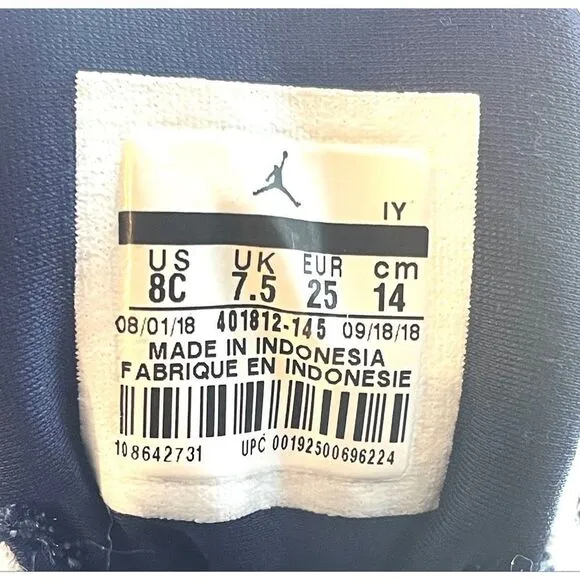 IY
US UK EUR cm
8C 7.5 25 14
08/01/18 401812-145 09/18/18
MADE IN INDONESIA
FABRIQUE EN INDONESIE
108642731 UPC 00192500696224